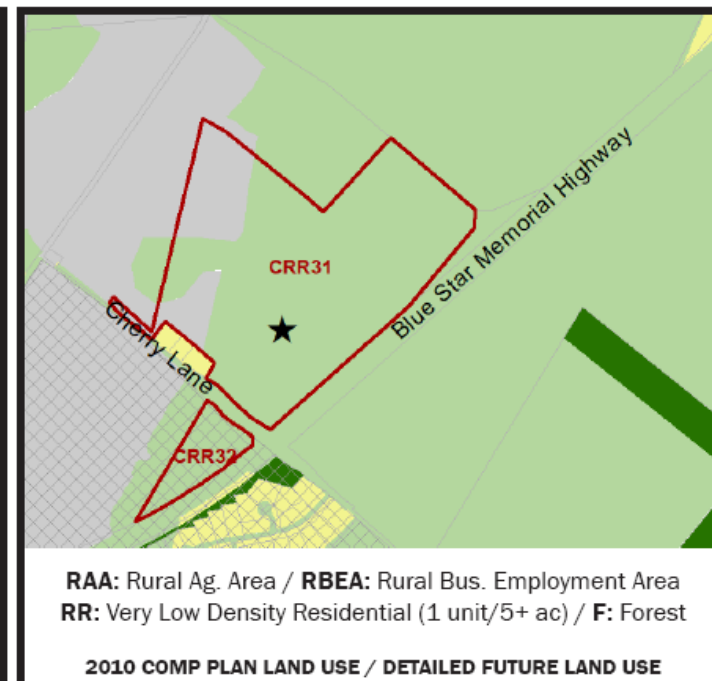 CRR31
Blue Star Memorial Highway
Cherry Lane
CRR32
RAA: Rural Ag. Area / RBEA: Rural Bus. Employment Area
RR: Very Low Density Residential (1 unit/5+ ac) / F: Forest
2010 COMP PLAN LAND USE / DETAILED FUTURE LAND USE